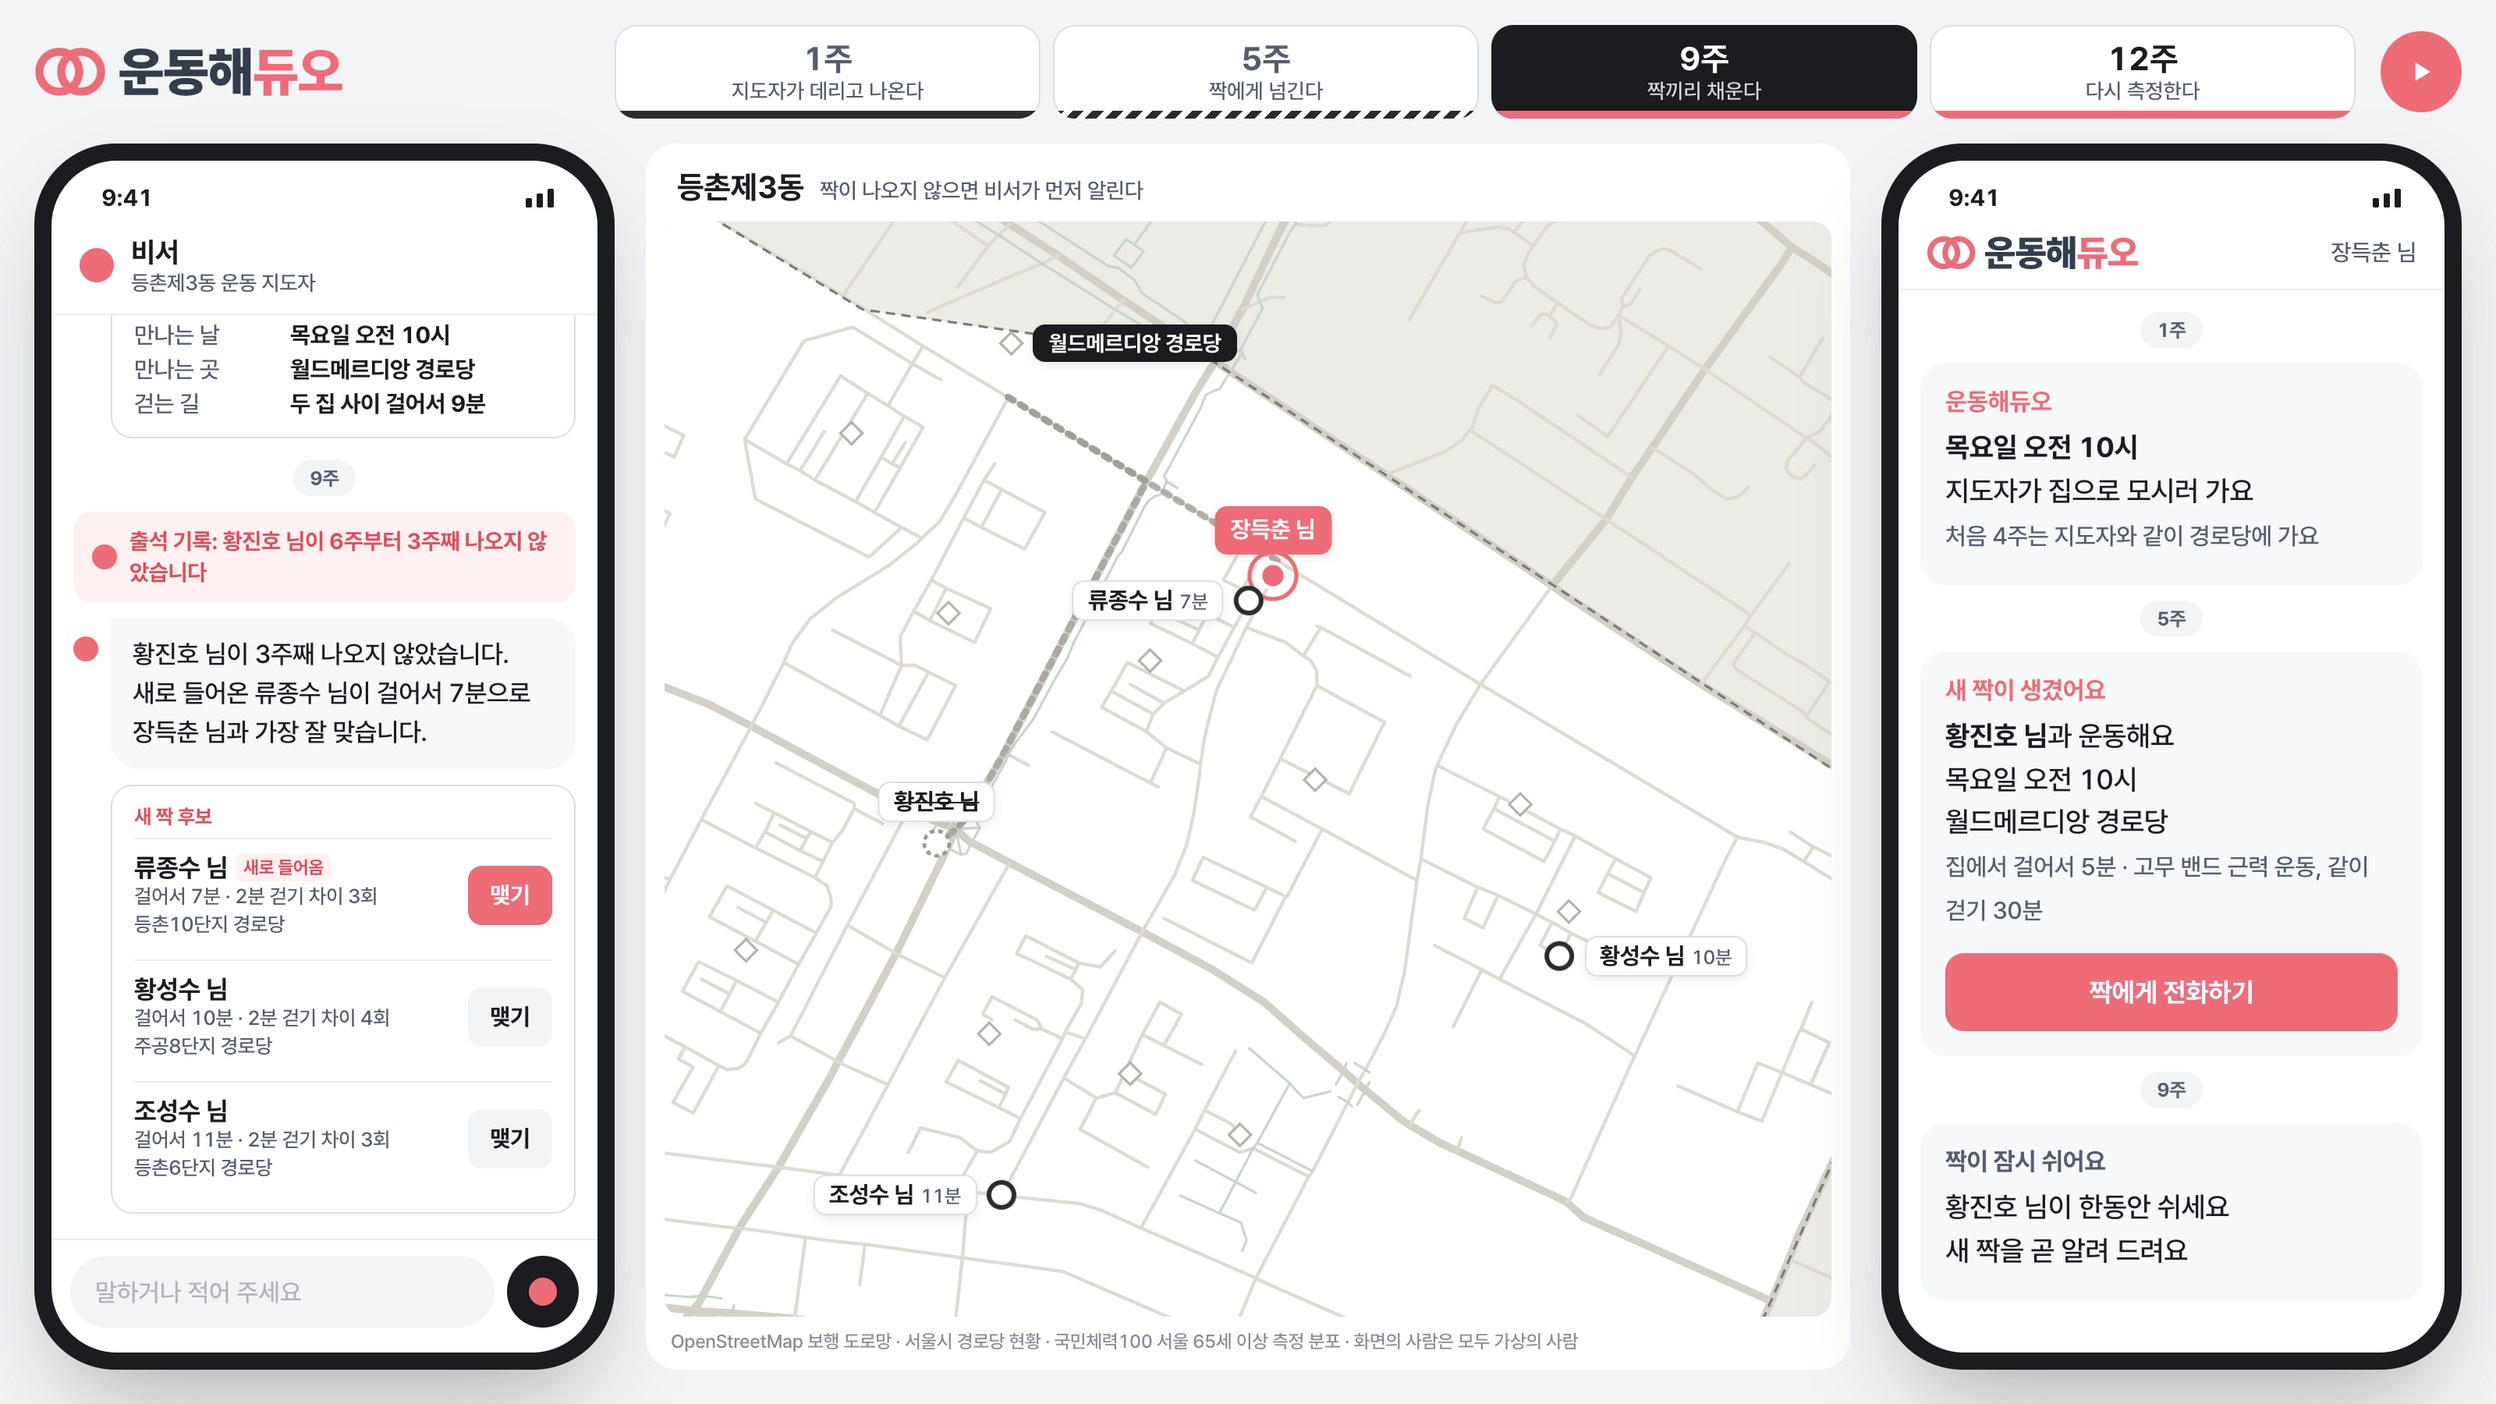 운동해듀오
1주
지도자가 데리고 나온다
5주
짝에게 넘긴다
9주
짝끼리 채운다
12주
다시 측정한다
9:41
비서
등촌제3동 운동 지도자
만나는 날 목요일 오전 10시
만나는 곳 월드메르디앙 경로당
걷는 길 두 집 사이 걸어서 9분
9주
출석 기록: 황진호 님이 6주부터 3주째 나오지 않
았습니다
황진호 님이 3주째 나오지 않았습니다.
새로 들어온 류종수 님이 걸어서 7분으로
장득춘 님과 가장 잘 맞습니다.
새 짝 후보
류종수 님 새로 들어옴
걸어서 7분 · 2분 걷기 차이 3회
등촌10단지 경로당
맺기
황성수 님
걸어서 10분 · 2분 걷기 차이 4회
주공8단지 경로당
맺기
조성수 님
걸어서 11분 · 2분 걷기 차이 3회
등촌6단지 경로당
맺기
말하거나 적어 주세요
등촌제3동 짝이 나오지 않으면 비서가 먼저 알린다
월드메르디앙 경로당
장득춘 님
류종수 님 7분
황진호 님
황성수 님 10분
조성수 님 11분
OpenStreetMap 보행 도로망 · 서울시 경로당 현황 · 국민체력100 서울 65세 이상 측정 분포 · 화면의 사람은 모두 가상의 사람
9:41
운동해듀오 장득춘 님
1주
운동해듀오
목요일 오전 10시
지도자가 집으로 모시러 가요
처음 4주는 지도자와 같이 경로당에 가요
5주
새 짝이 생겼어요
황진호 님과 운동해요
목요일 오전 10시
월드메르디앙 경로당
집에서 걸어서 5분 · 고무 밴드 근력 운동, 같이
걷기 30분
짝에게 전화하기
9주
짝이 잠시 쉬어요
황진호 님이 한동안 쉬세요
새 짝을 곧 알려 드려요